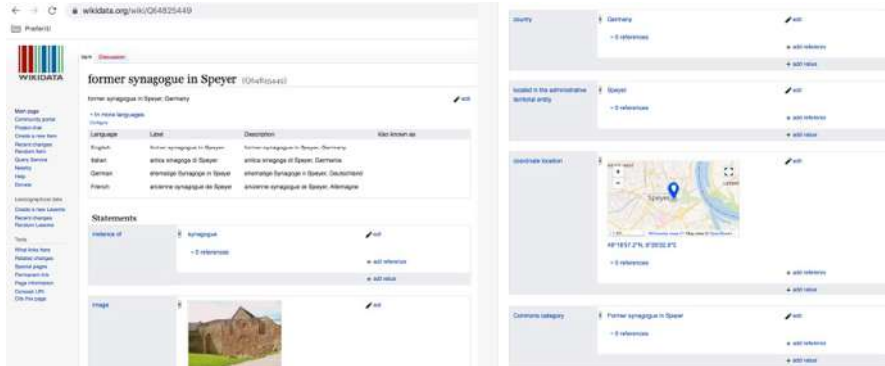 wikidata.org/wiki/Q64825449
Preferiti
WIKIDATA
Main page
Community portal
Project chat
Create a new Item
Recent changes
Random Item
Query Service
Nearby
Help
Donate
Lexicographical data
Create a new Lexeme
Recent changes
Random Lexeme
Tools
What links here
Related changes
Special pages
Permanent link
Page information
Concept URI
Cite this page
Item Discussion
former synagogue in Speyer (Q64825449)
former synagogue in Speyer, Germany
edit
In more languages
Configure
Language Label Description Also known as
English former synagogue in Speyer former synagogue in Speyer, Germany
Italian antica sinagoga di Speyer antica sinagoga di Speyer, Germania
German ehemalige Synagoge in Speyer ehemalige Synagoge in Speyer, Deutschland
French ancienne synagogue de Speyer ancienne synagogue de Speyer, Allemagne
Statements
instance of synagogue edit
0 references
+ add reference
+ add value
image edit
country Germany edit
0 references
+ add reference
+ add value
located in the administrative territorial entity Speyer edit
0 references
+ add reference
+ add value
coordinate location edit
Speyer
0 references
+ add reference
+ add value
Commons category Former synagogue in Speyer edit
0 references
+ add reference
+ add value